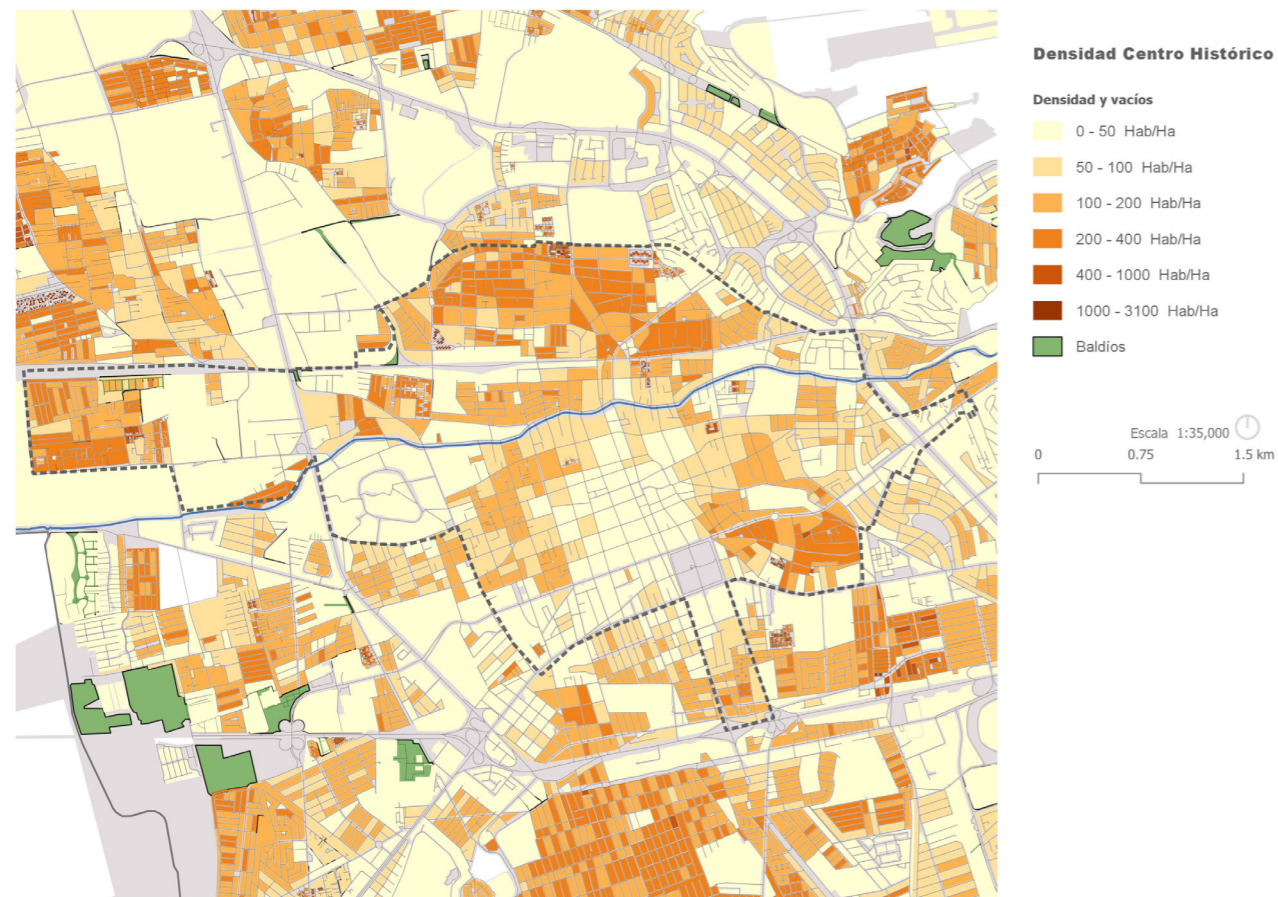 Densidad Centro Histórico
Densidad y vacíos
0 - 50 Hab/Ha
50 - 100 Hab/Ha
100 - 200 Hab/Ha
200 - 400 Hab/Ha
400 - 1000 Hab/Ha
1000 - 3100 Hab/Ha
Baldíos
Escala 1:35,000
0 0.75 1.5 km